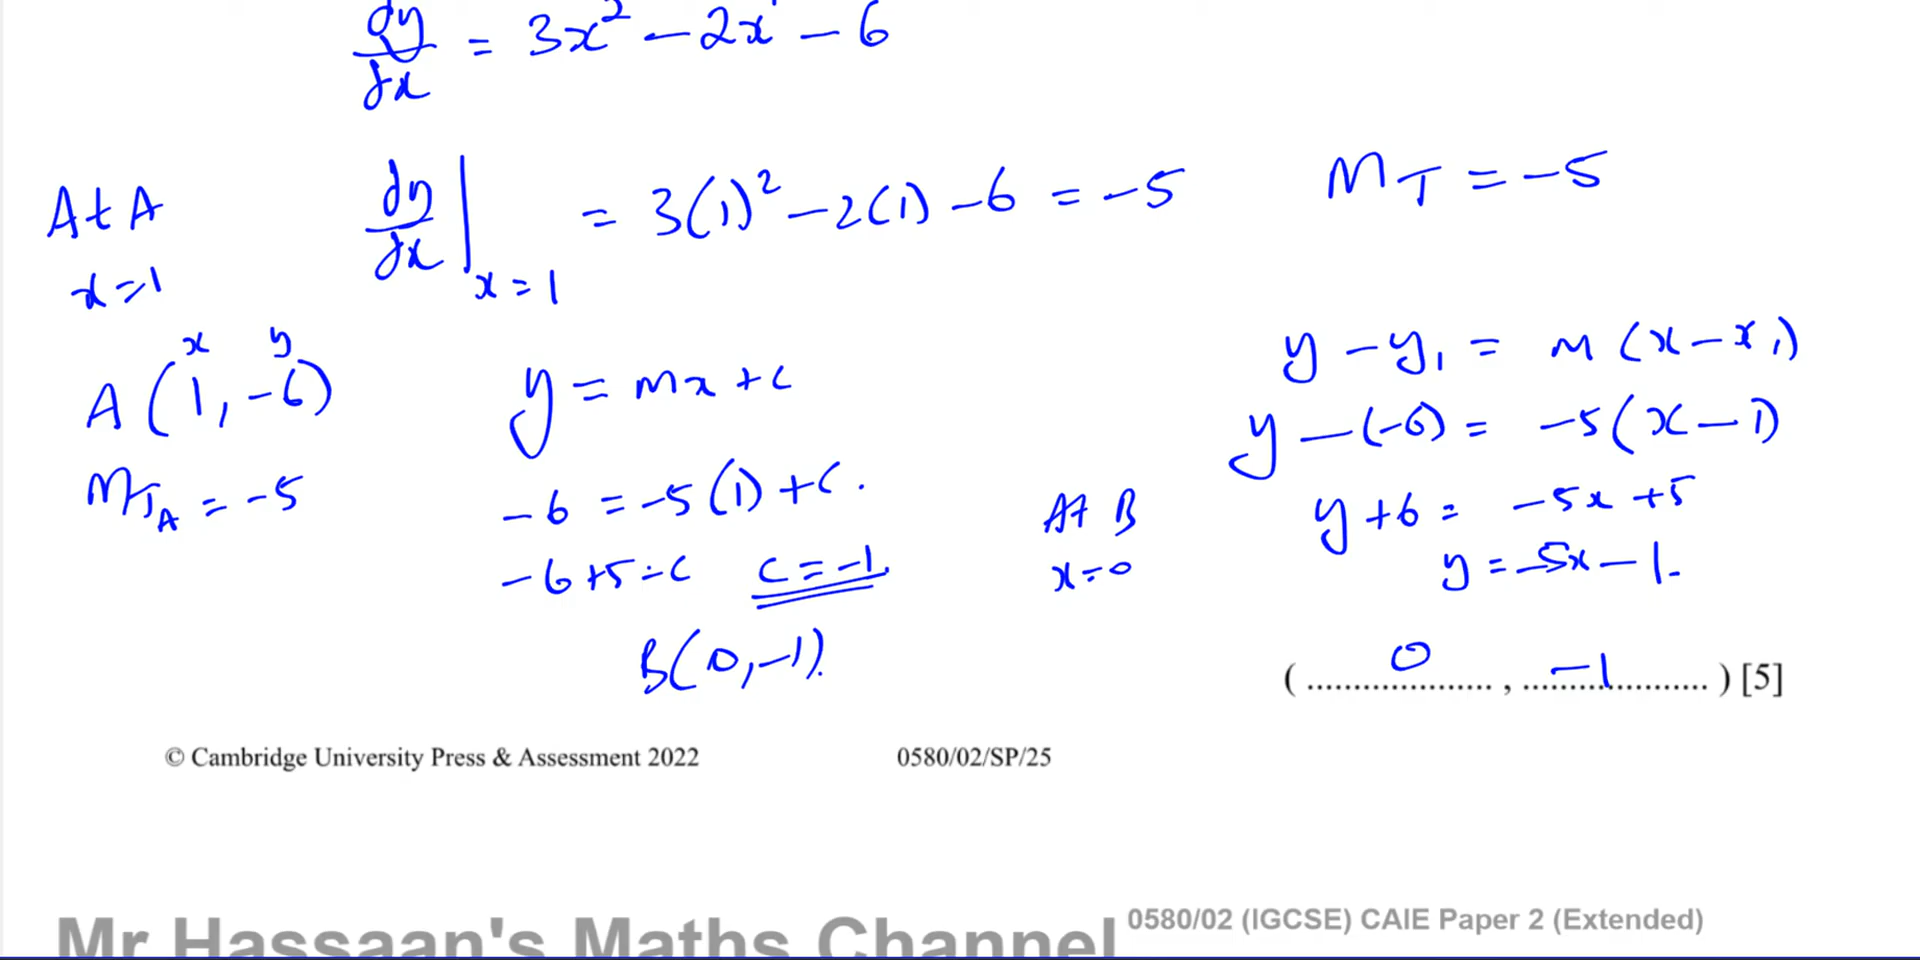 dy/dx = 3x² - 2x - 6
At A
x = 1
dy/dx |x = 1 = 3(1)² - 2(1) - 6 = -5
M_T = -5
x y
A (1, -6)
M_T_A = -5
y = mx + c
-6 = -5(1) + c.
-6 + 5 = c c = -1
B(0, -1).
At B
x = 0
y - y₁ = m (x - x₁)
y - (-6) = -5(x - 1)
y + 6 = -5x + 5
y = -5x - 1.
( 0 , -1 ) [5]
© Cambridge University Press & Assessment 2022 0580/02/SP/25
Mr Hassaan's Maths Channel 0580/02 (IGCSE) CAIE Paper 2 (Extended)